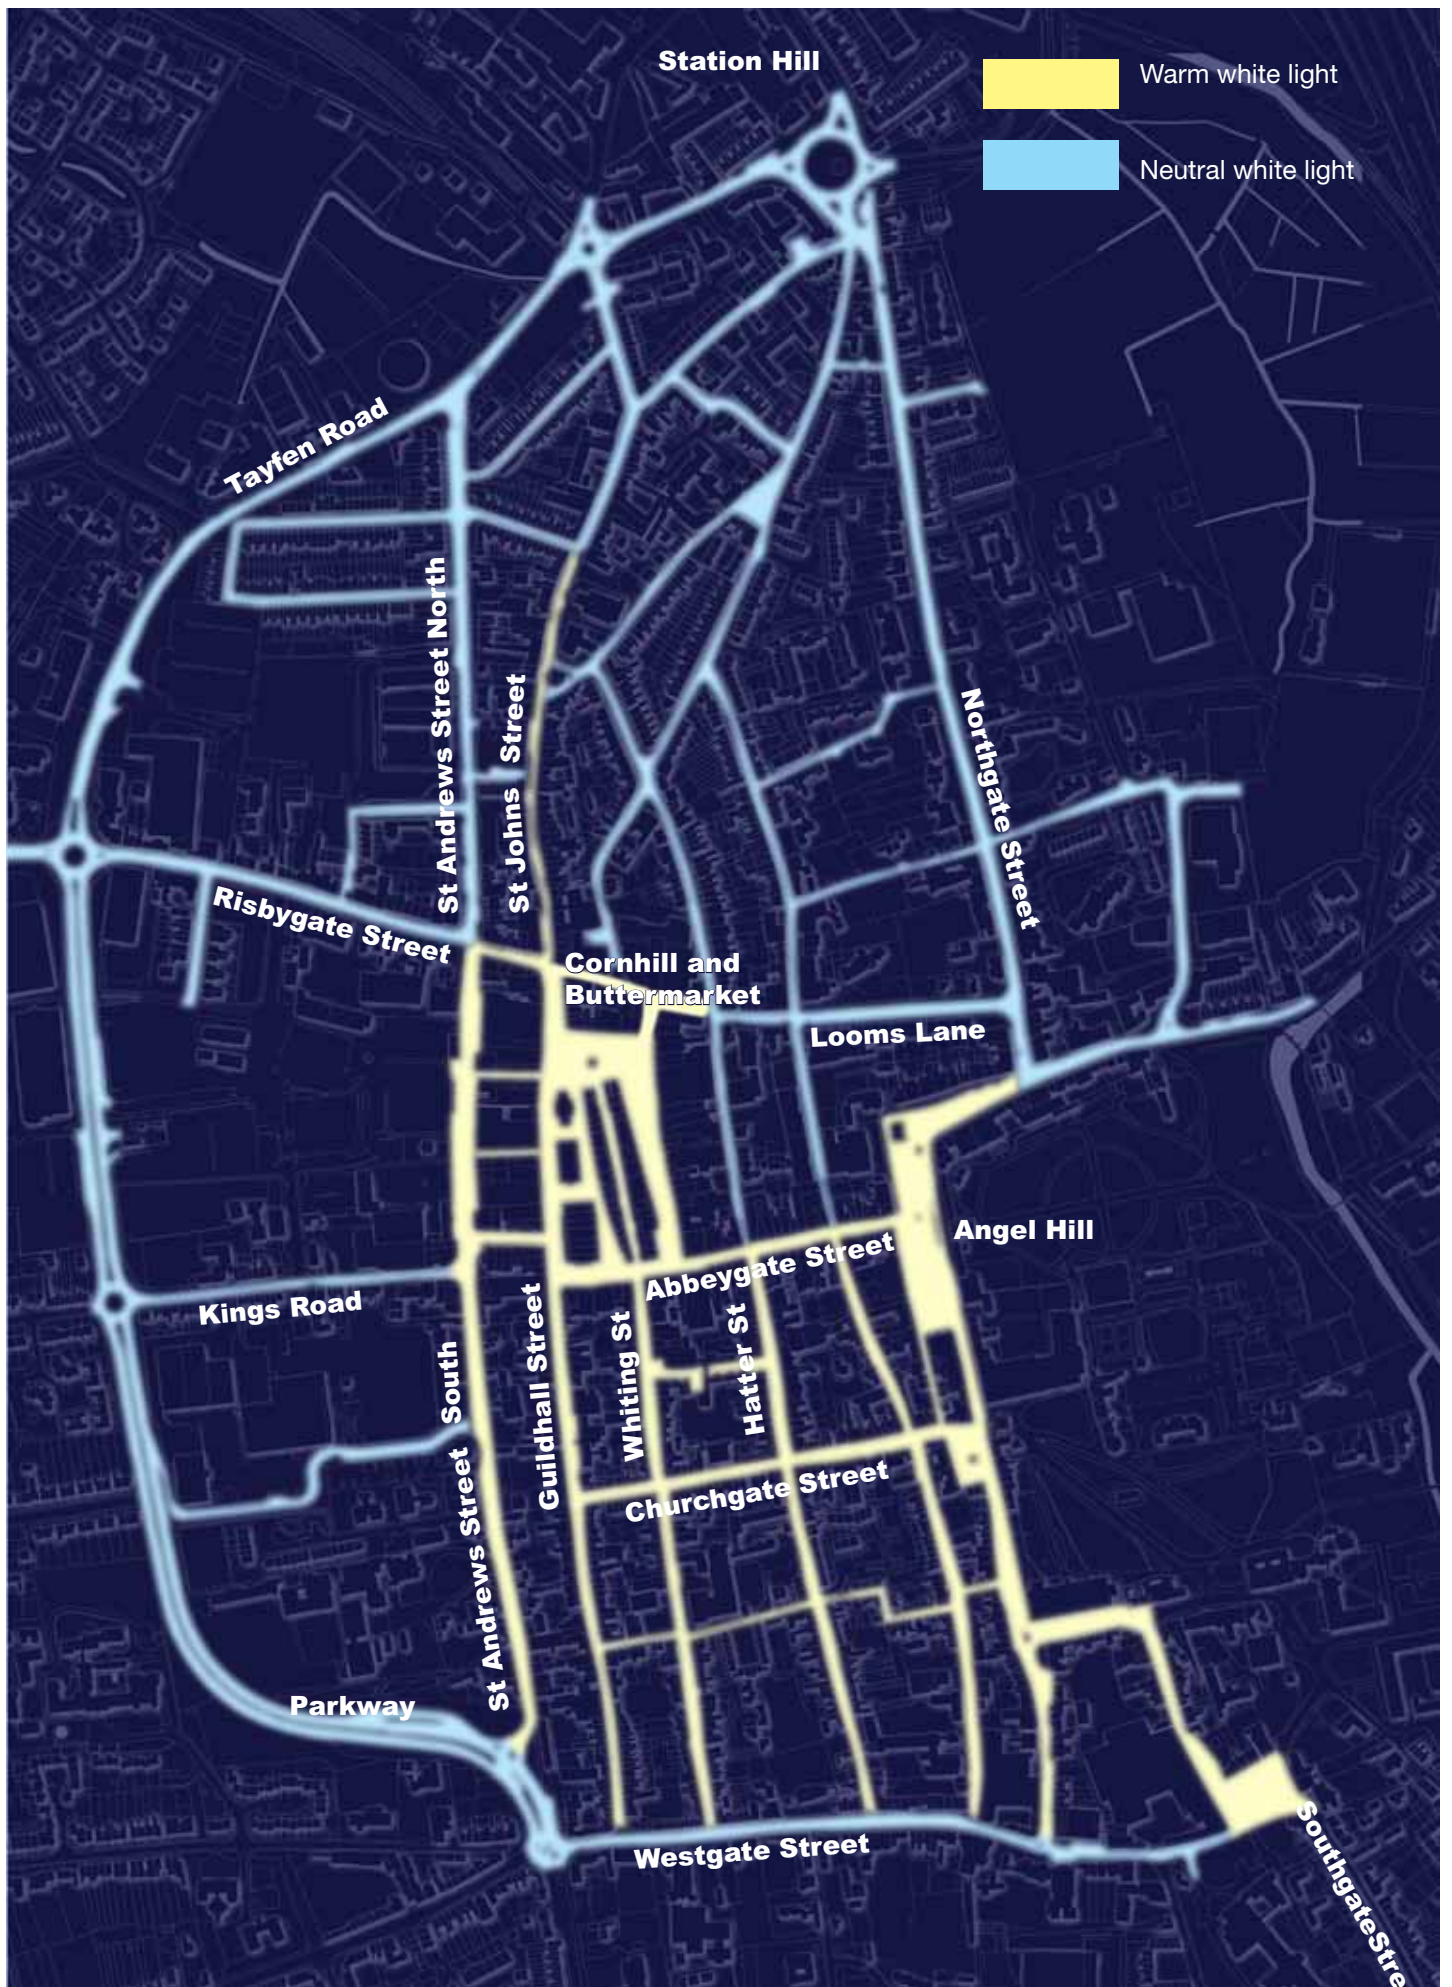 Station Hill
Warm white light
Neutral white light
Tayfen Road
St Andrews Street North
St Johns Street
Northgate Street
Risbygate Street
Cornhill and
Buttermarket
Looms Lane
Angel Hill
Abbeygate Street
Kings Road
Guildhall Street
Whiting St
Hatter St
St Andrews Street South
Churchgate Street
Parkway
Westgate Street
SouthgateStre